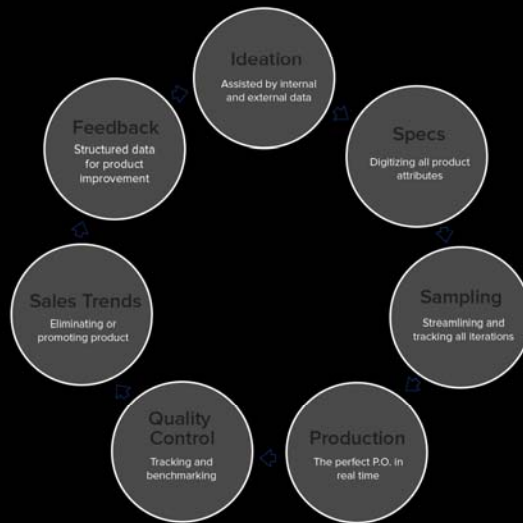 Ideation
Assisted by internal
and external data
Specs
Digitizing all product
attributes
Sampling
Streamlining and
tracking all iterations
Production
The perfect P.O. in
real time
Quality
Control
Tracking and
benchmarking
Sales Trends
Eliminating or
promoting product
Feedback
Structured data
for product
improvement